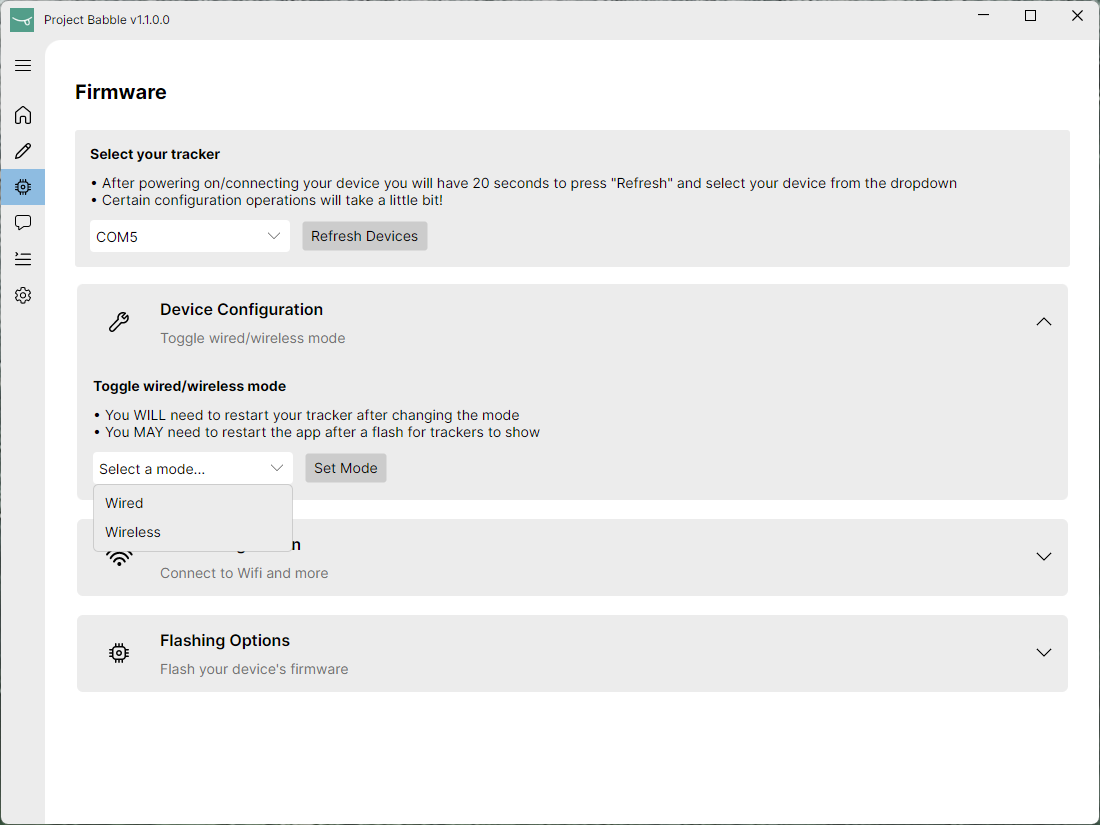 Project Babble v1.1.0.0
Firmware
Select your tracker
• After powering on/connecting your device you will have 20 seconds to press "Refresh" and select your device from the dropdown
• Certain configuration operations will take a little bit!
COM5
Refresh Devices
Device Configuration
Toggle wired/wireless mode
Toggle wired/wireless mode
• You WILL need to restart your tracker after changing the mode
• You MAY need to restart the app after a flash for trackers to show
Select a mode...
Set Mode
Wired
Wireless
Connect to Wifi and more
Flashing Options
Flash your device's firmware